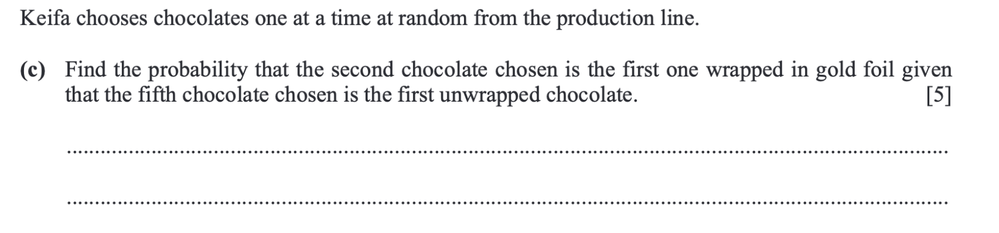 Keifa chooses chocolates one at a time at random from the production line.
(c) Find the probability that the second chocolate chosen is the first one wrapped in gold foil given
that the fifth chocolate chosen is the first unwrapped chocolate. [5]